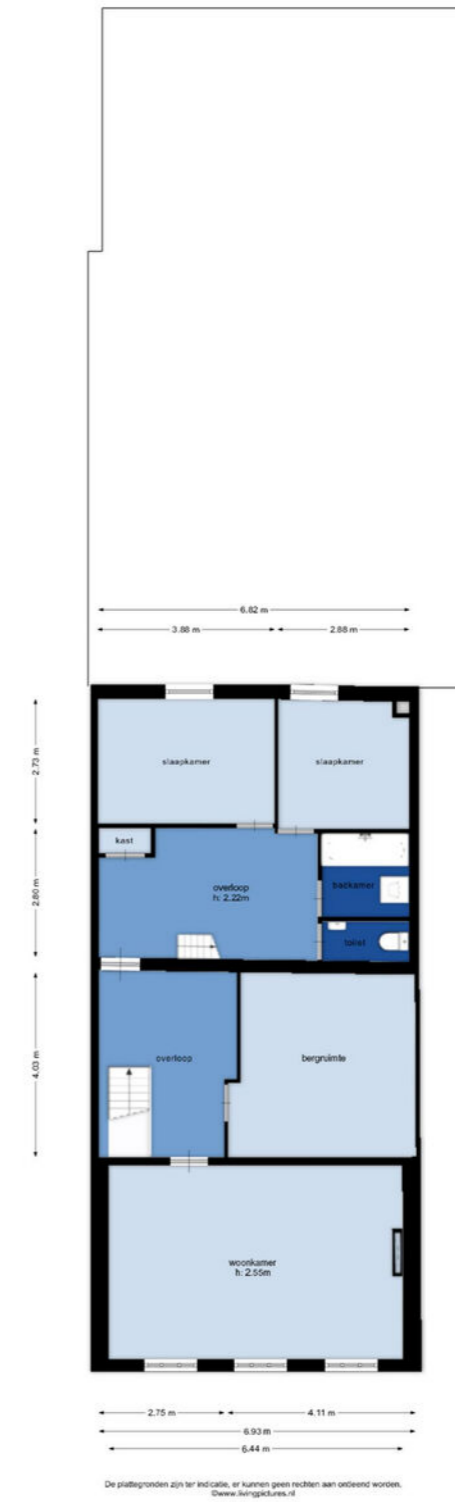 6.82 m
3.88 m
2.88 m
2.73 m
slaapkamer
slaapkamer
kast
2.80 m
overloop
h: 2.22m
badkamer
toilet
4.03 m
overloop
bergruimte
woonkamer
h: 2.55m
2.75 m
4.11 m
6.93 m
6.44 m
De plattegronden zijn ter indicatie, er kunnen geen rechten aan ontleend worden.
©www.livingpictures.nl